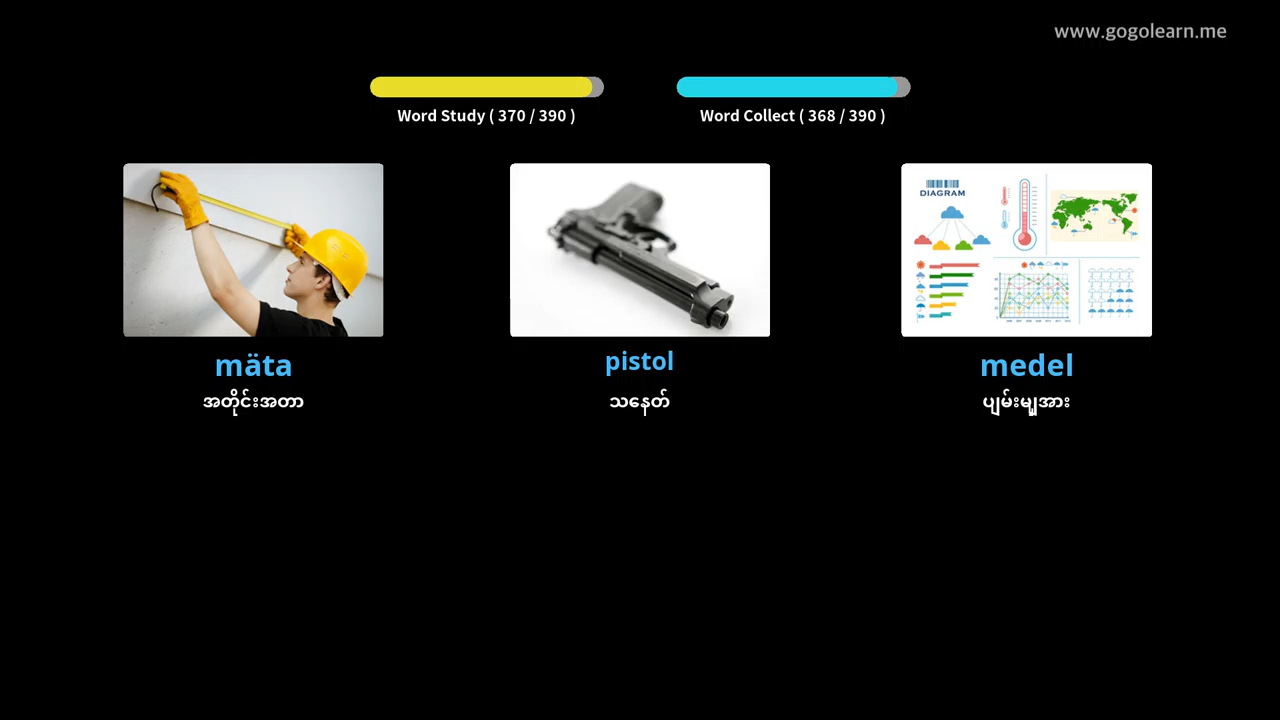 www.gogolearn.me
Word Study ( 370 / 390 )
Word Collect ( 368 / 390 )
DIAGRAM
mäta
pistol
medel
အတိုင်းအတာ
သနေတ်
ပျမ်းမျှအား